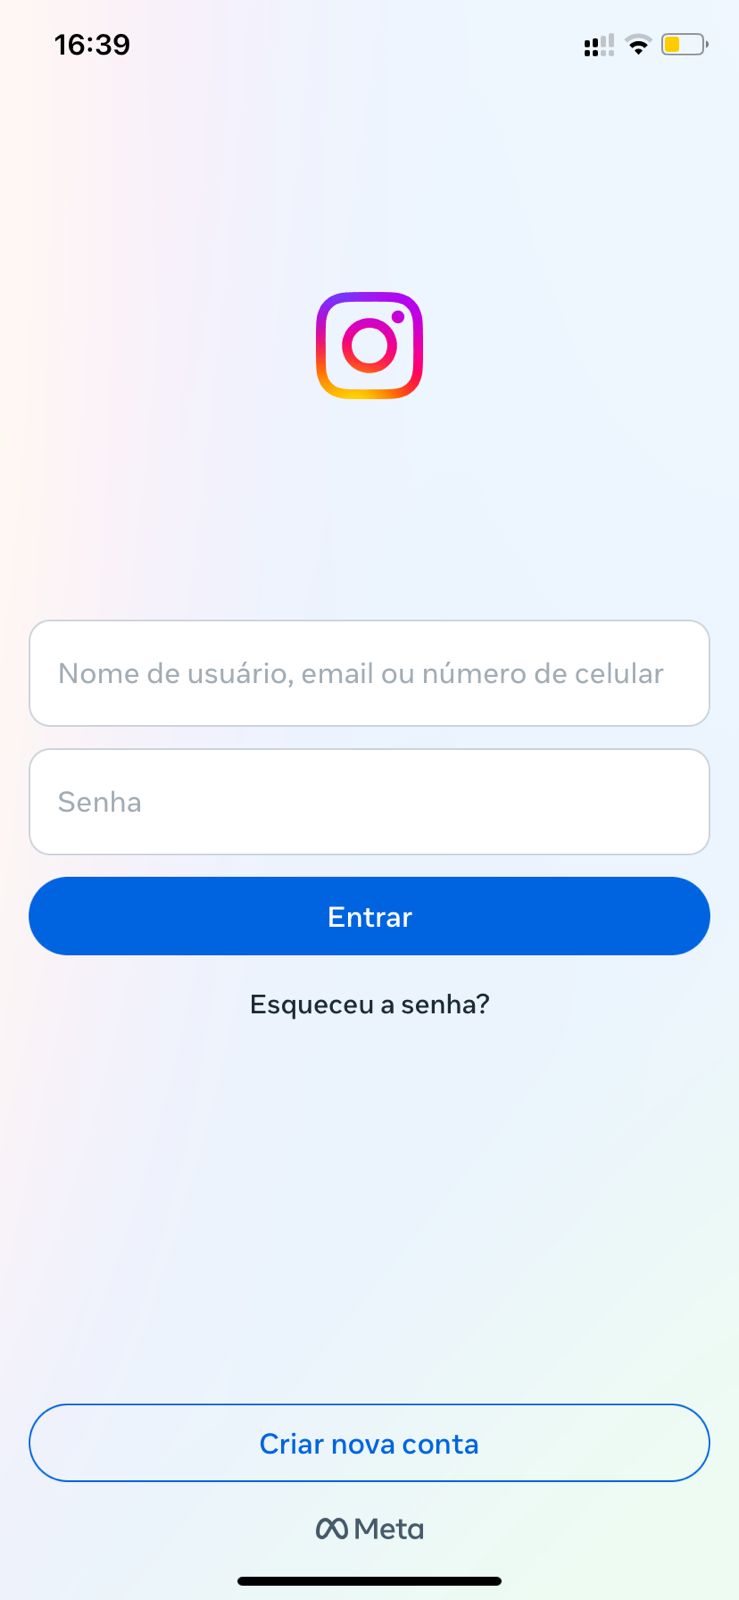 16:39
Nome de usuário, email ou número de celular
Senha
Entrar
Esqueceu a senha?
Criar nova conta
Meta